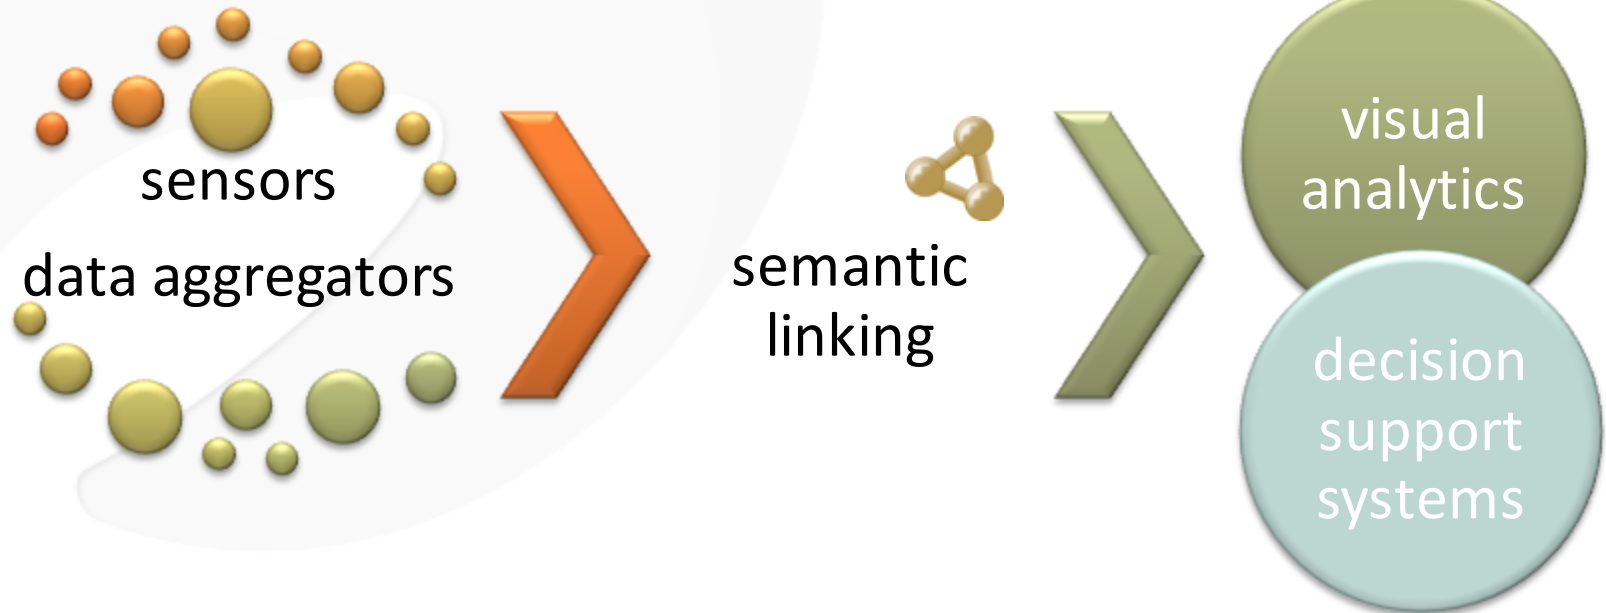 sensors
data aggregators
semantic
linking
visual
analytics
decision
support
systems